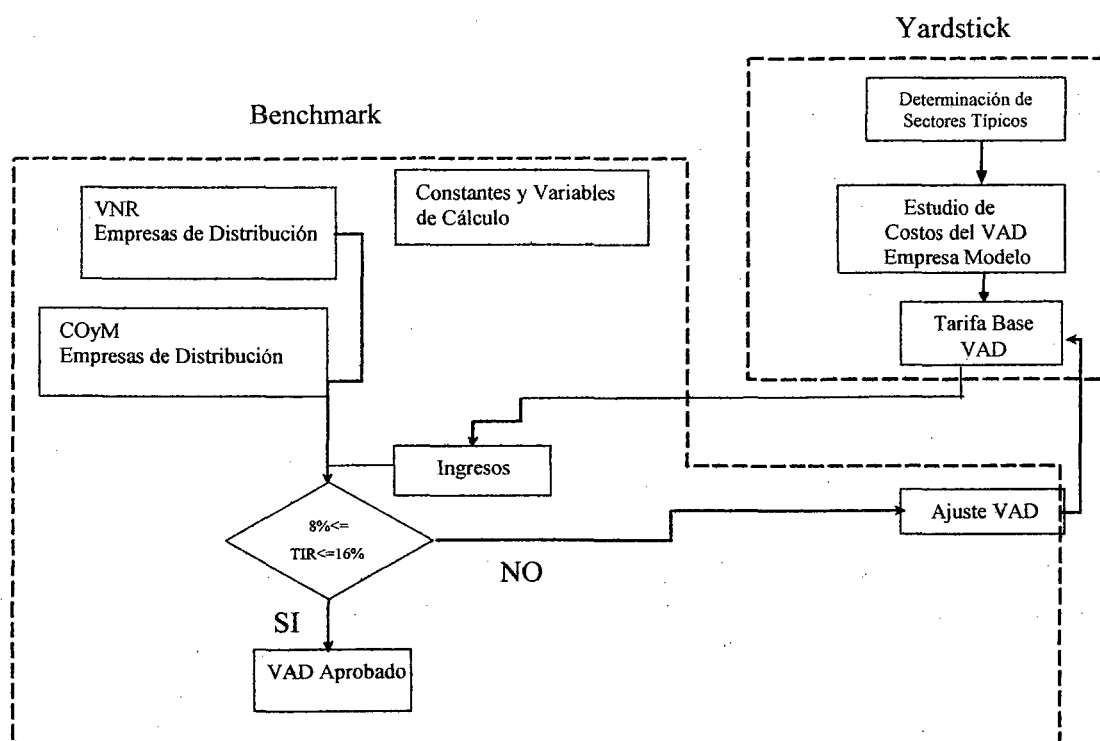 Yardstick
Determinación de
Sectores Típicos
Benchmark
Constantes y Variables
de Cálculo
VNR
Empresas de Distribución
Estudio de
Costos del VAD
Empresa Modelo
COyM
Empresas de Distribución
Tarifa Base
VAD
Ingresos
Ajuste VAD
8%<=
TIR<=16%
NO
SI
VAD Aprobado